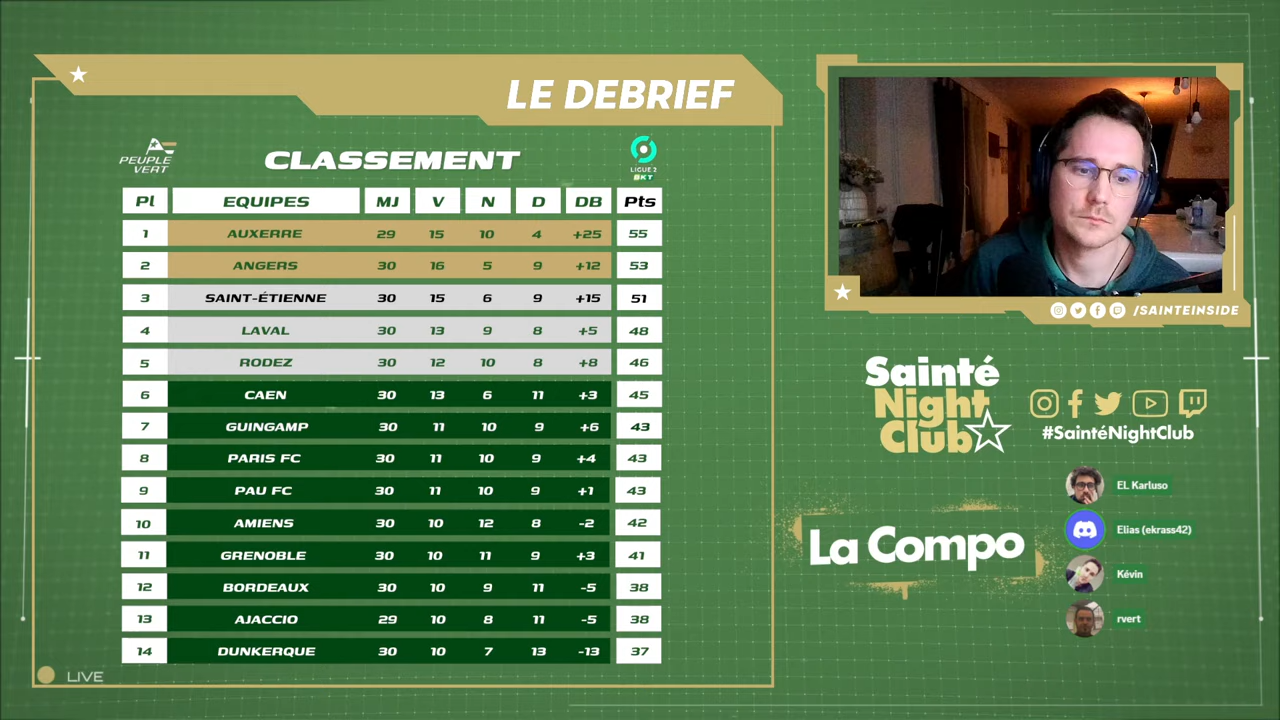 LE DEBRIEF
PEUPLE
VERT
CLASSEMENT
LIGUE 2
BKT
Pl EQUIPES MJ V N D DB Pts
1 AUXERRE 29 15 10 4 +25 55
2 ANGERS 30 16 5 9 +12 53
3 SAINT-ÉTIENNE 30 15 6 9 +15 51
4 LAVAL 30 13 9 8 +5 48
5 RODEZ 30 12 10 8 +8 46
6 CAEN 30 13 6 11 +3 45
7 GUINGAMP 30 11 10 9 +6 43
8 PARIS FC 30 11 10 9 +4 43
9 PAU FC 30 11 10 9 +1 43
10 AMIENS 30 10 12 8 -2 42
11 GRENOBLE 30 10 11 9 +3 41
12 BORDEAUX 30 10 9 11 -5 38
13 AJACCIO 29 10 8 11 -5 38
14 DUNKERQUE 30 10 7 13 -13 37
LIVE
/SAINTEINSIDE
Sainté
Night
Club
#SaintéNightClub
La Compo
EL Karluso
Elias (ekrass42)
Kévin
rvert